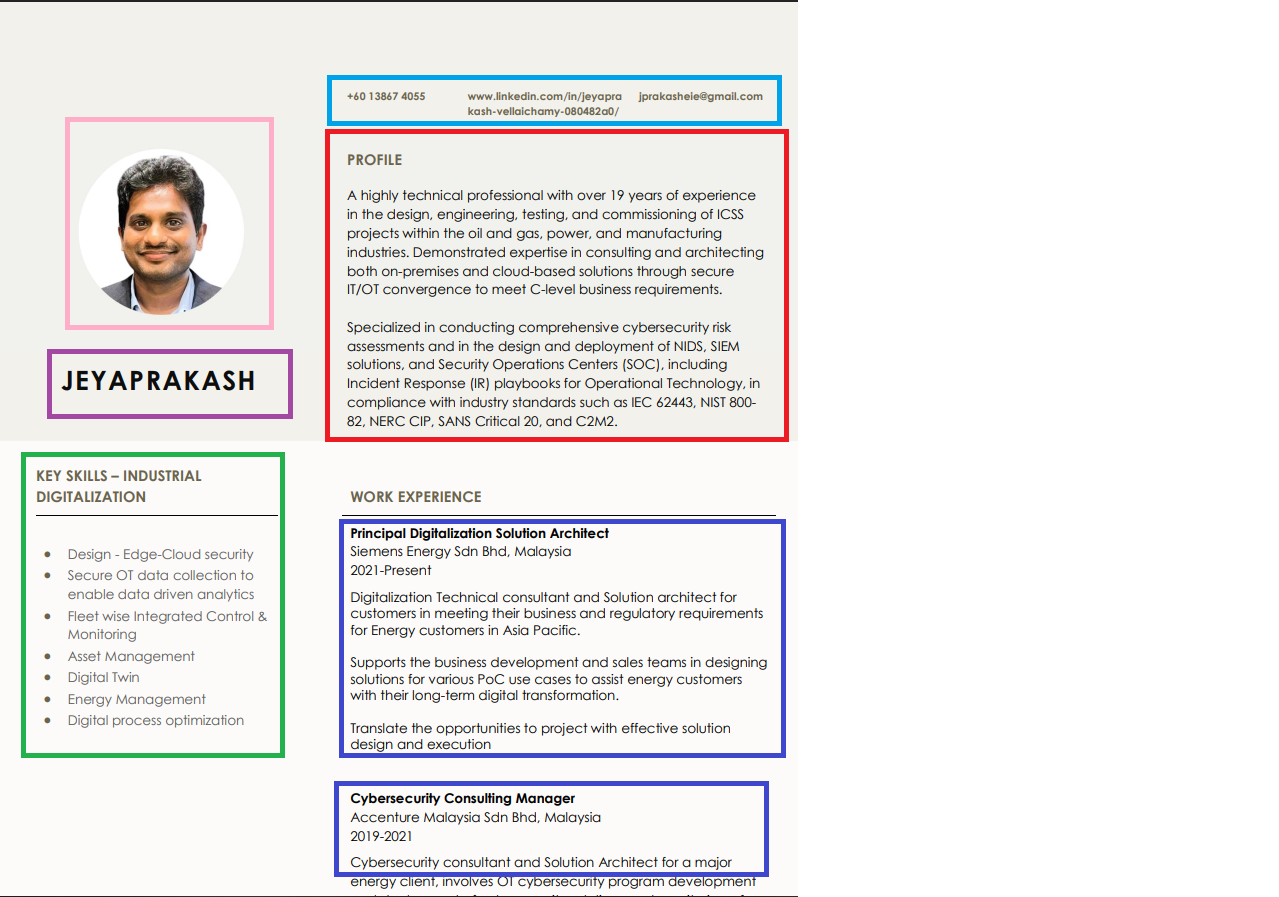 +60 13867 4055
www.linkedin.com/in/jeyapra
kash-vellaichamy-080482a0/
jprakasheie@gmail.com
JEYAPRAKASH
PROFILE
A highly technical professional with over 19 years of experience
in the design, engineering, testing, and commissioning of ICSS
projects within the oil and gas, power, and manufacturing
industries. Demonstrated expertise in consulting and architecting
both on-premises and cloud-based solutions through secure
IT/OT convergence to meet C-level business requirements.
Specialized in conducting comprehensive cybersecurity risk
assessments and in the design and deployment of NIDS, SIEM
solutions, and Security Operations Centers (SOC), including
Incident Response (IR) playbooks for Operational Technology, in
compliance with industry standards such as IEC 62443, NIST 800-
82, NERC CIP, SANS Critical 20, and C2M2.
KEY SKILLS – INDUSTRIAL
DIGITALIZATION
● Design - Edge-Cloud security
● Secure OT data collection to
enable data driven analytics
● Fleet wise Integrated Control &
Monitoring
● Asset Management
● Digital Twin
● Energy Management
● Digital process optimization
WORK EXPERIENCE
Principal Digitalization Solution Architect
Siemens Energy Sdn Bhd, Malaysia
2021-Present
Digitalization Technical consultant and Solution architect for
customers in meeting their business and regulatory requirements
for Energy customers in Asia Pacific.
Supports the business development and sales teams in designing
solutions for various PoC use cases to assist energy customers
with their long-term digital transformation.
Translate the opportunities to project with effective solution
design and execution
Cybersecurity Consulting Manager
Accenture Malaysia Sdn Bhd, Malaysia
2019-2021
Cybersecurity consultant and Solution Architect for a major
energy client, involves OT cybersecurity program development